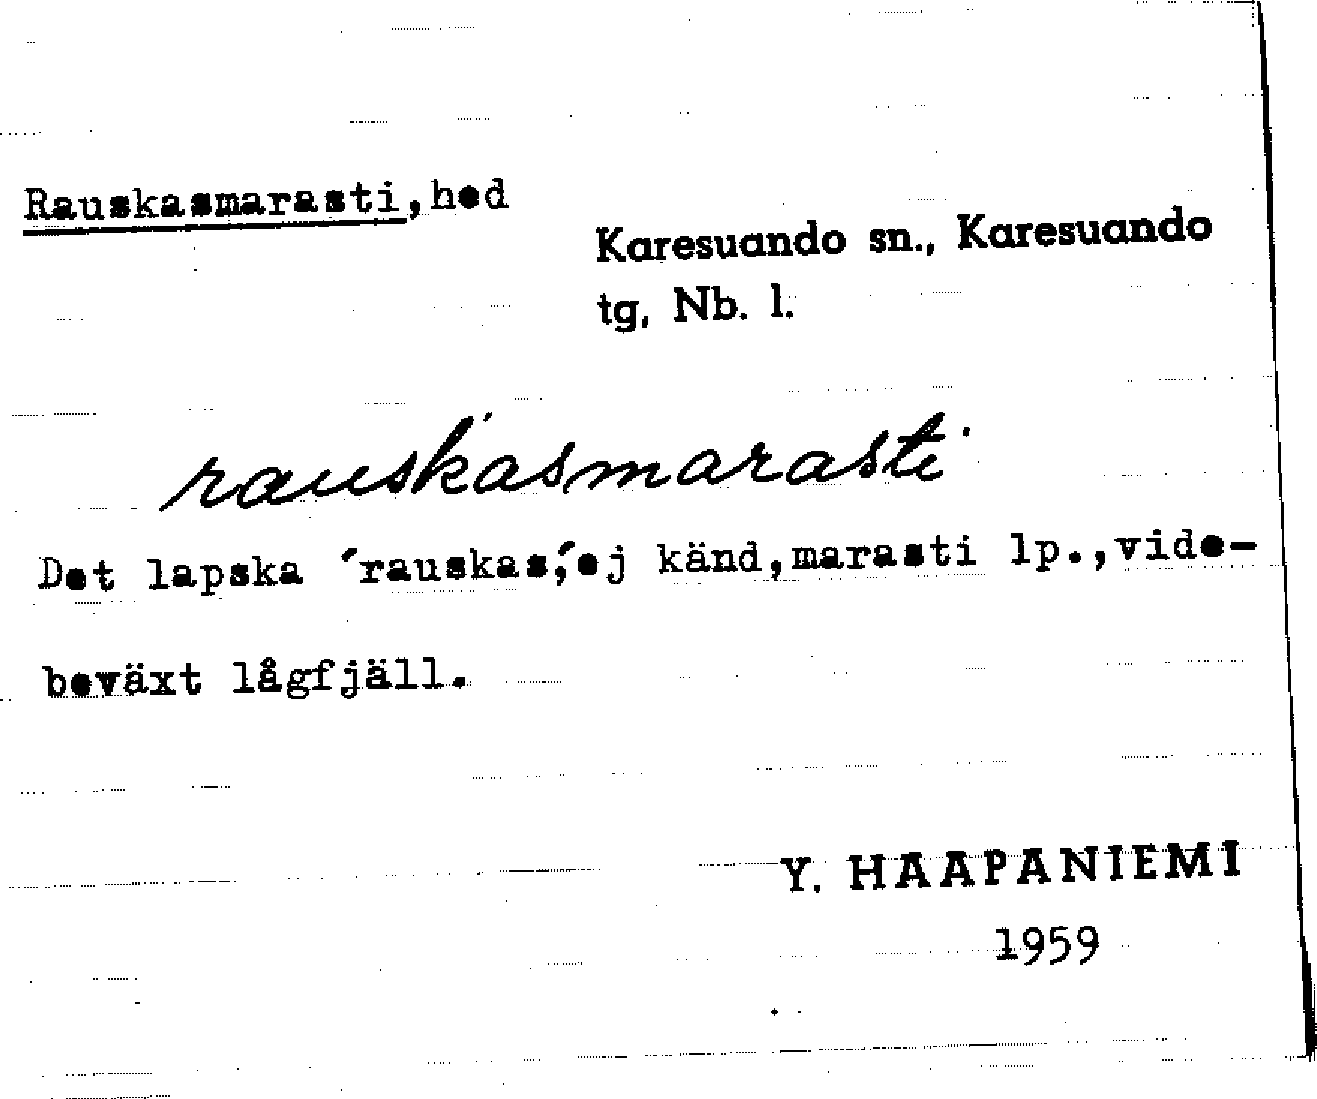 Rauskasmarasti, hed
Karesuando sn., Karesuando
tg, Nb. l.
rauskasmarasti
Det lapska ´rauskas,´ej känd,marasti lp.,vide-
beväxt lågfjäll.
Y. HAAPANIEMI
1959